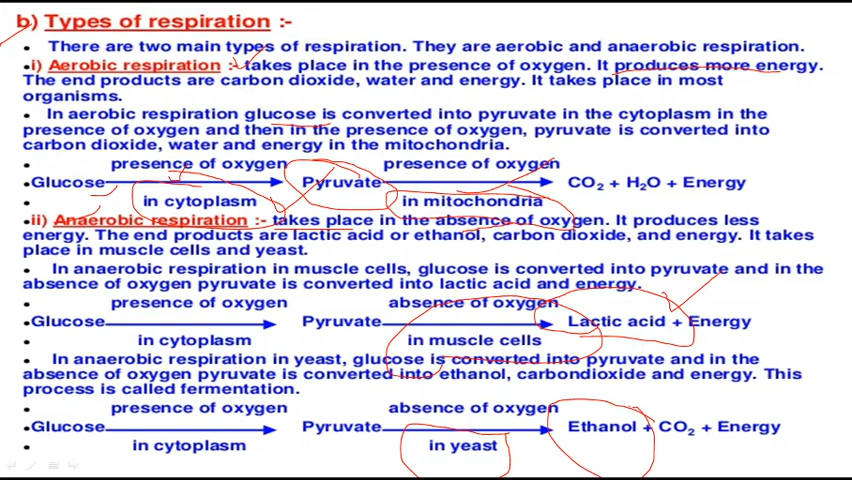 b) Types of respiration :-
• There are two main types of respiration. They are aerobic and anaerobic respiration.
• i) Aerobic respiration :- takes place in the presence of oxygen. It produces more energy.
The end products are carbon dioxide, water and energy. It takes place in most
organisms.
• In aerobic respiration glucose is converted into pyruvate in the cytoplasm in the
presence of oxygen and then in the presence of oxygen, pyruvate is converted into
carbon dioxide, water and energy in the mitochondria.
• presence of oxygen presence of oxygen
• Glucose Pyruvate CO₂ + H₂O + Energy
• in cytoplasm in mitochondria
• ii) Anaerobic respiration :- takes place in the absence of oxygen. It produces less
energy. The end products are lactic acid or ethanol, carbon dioxide, and energy. It takes
place in muscle cells and yeast.
• In anaerobic respiration in muscle cells, glucose is converted into pyruvate and in the
absence of oxygen pyruvate is converted into lactic acid and energy.
• presence of oxygen absence of oxygen
• Glucose Pyruvate Lactic acid + Energy
• in cytoplasm in muscle cells
• In anaerobic respiration in yeast, glucose is converted into pyruvate and in the
absence of oxygen pyruvate is converted into ethanol, carbondioxide and energy. This
process is called fermentation.
• presence of oxygen absence of oxygen
• Glucose Pyruvate Ethanol + CO₂ + Energy
• in cytoplasm in yeast